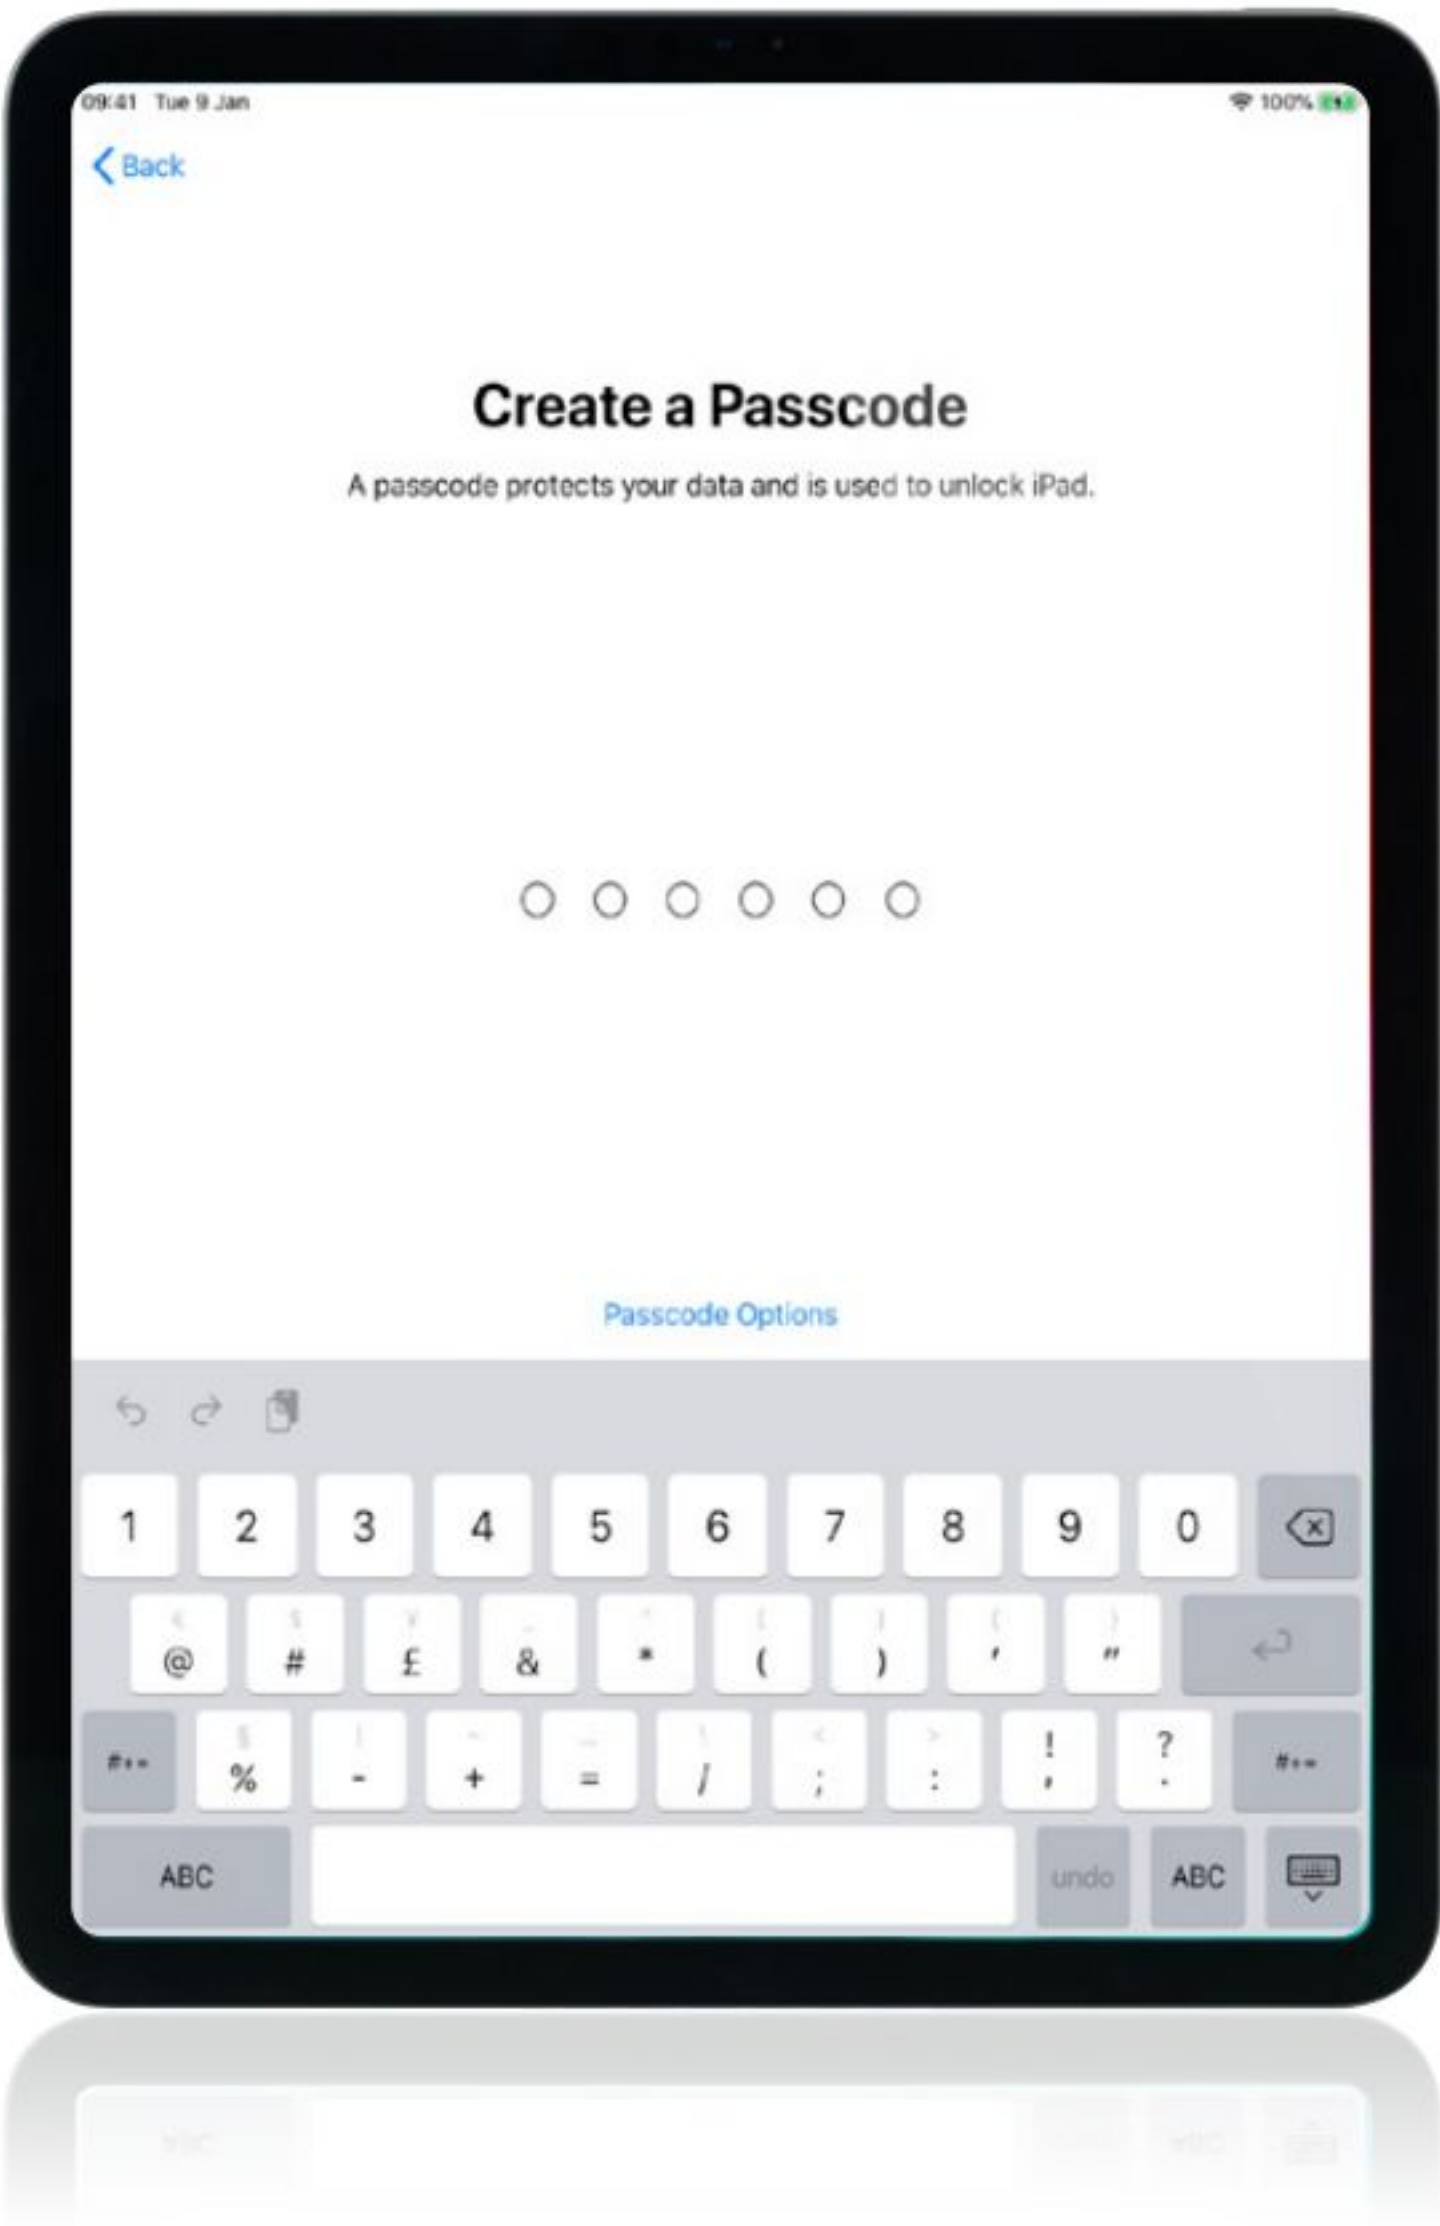 09:41 Tue 9 Jan 100%
Back
Create a Passcode
A passcode protects your data and is used to unlock iPad.
Passcode Options
1 2 3 4 5 6 7 8 9 0
@ # £ & * ( ) ' "
#+= % - + = / ; : ! , ? . #+=
ABC undo ABC